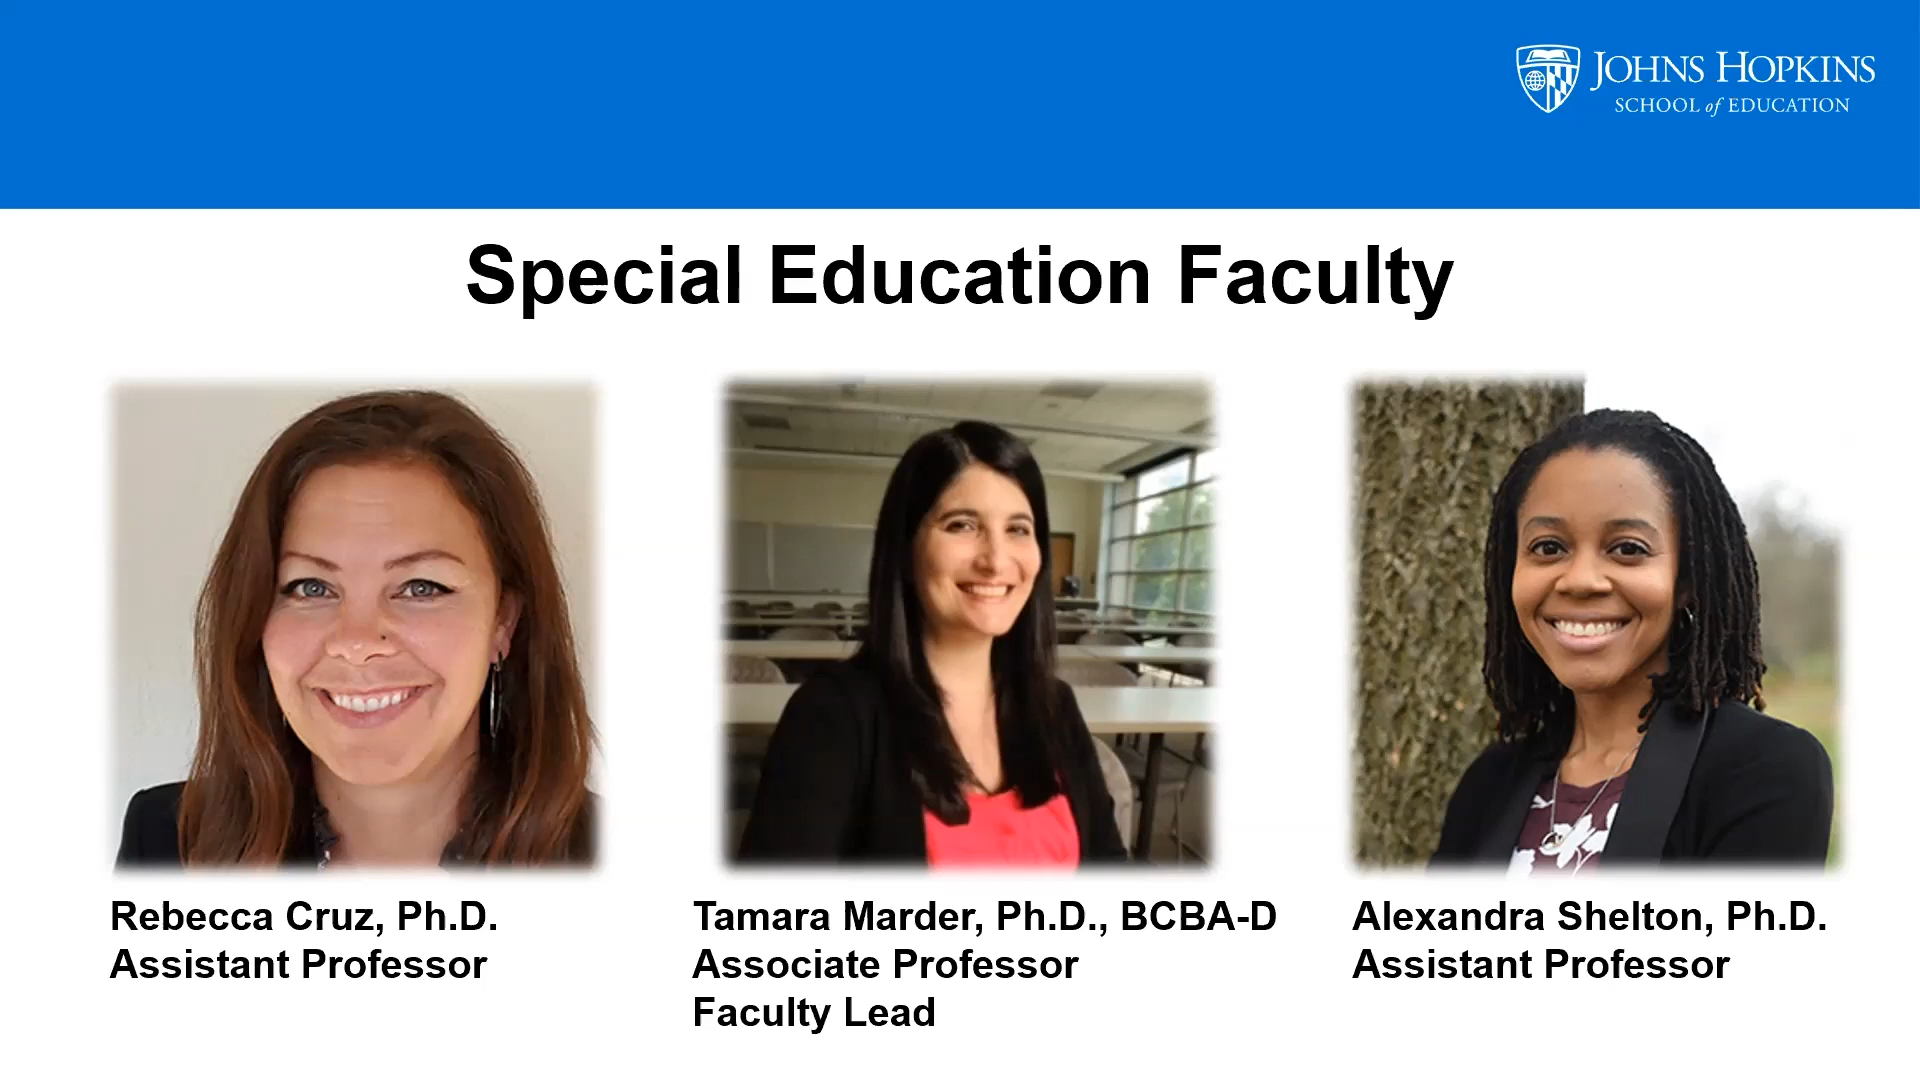 JOHNS HOPKINS
SCHOOL of EDUCATION
Special Education Faculty
Rebecca Cruz, Ph.D.
Assistant Professor
Tamara Marder, Ph.D., BCBA-D
Associate Professor
Faculty Lead
Alexandra Shelton, Ph.D.
Assistant Professor